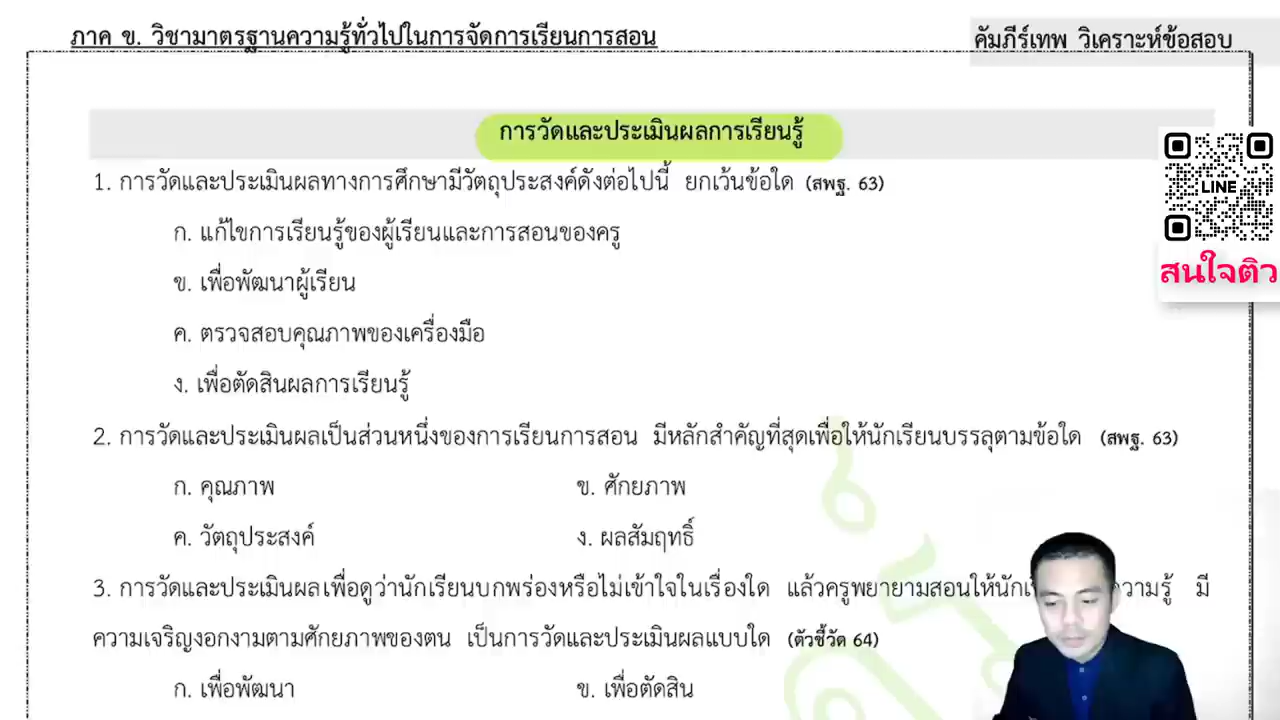 ภาค ข. วิชามาตรฐานความรู้ทั่วไปในการจัดการเรียนการสอน
คัมภีร์เทพ วิเคราะห์ข้อสอบ
การวัดและประเมินผลการเรียนรู้
1. การวัดและประเมินผลทางการศึกษามีวัตถุประสงค์ดังต่อไปนี้ ยกเว้นข้อใด (สพฐ. 63)
ก. แก้ไขการเรียนรู้ของผู้เรียนและการสอนของครู
ข. เพื่อพัฒนาผู้เรียน
ค. ตรวจสอบคุณภาพของเครื่องมือ
ง. เพื่อตัดสินผลการเรียนรู้
LINE
สนใจติว
2. การวัดและประเมินผลเป็นส่วนหนึ่งของการเรียนการสอน มีหลักสำคัญที่สุดเพื่อให้นักเรียนบรรลุตามข้อใด (สพฐ. 63)
ก. คุณภาพ ข. ศักยภาพ
ค. วัตถุประสงค์ ง. ผลสัมฤทธิ์
3. การวัดและประเมินผลเพื่อดูว่านักเรียนบกพร่องหรือไม่เข้าใจในเรื่องใด แล้วครูพยายามสอนให้ ความรู้ มี
ความเจริญงอกงามตามศักยภาพของตน เป็นการวัดและประเมินผลแบบใด (ตัวชี้วัด 64)
ก. เพื่อพัฒนา ข. เพื่อตัดสิน